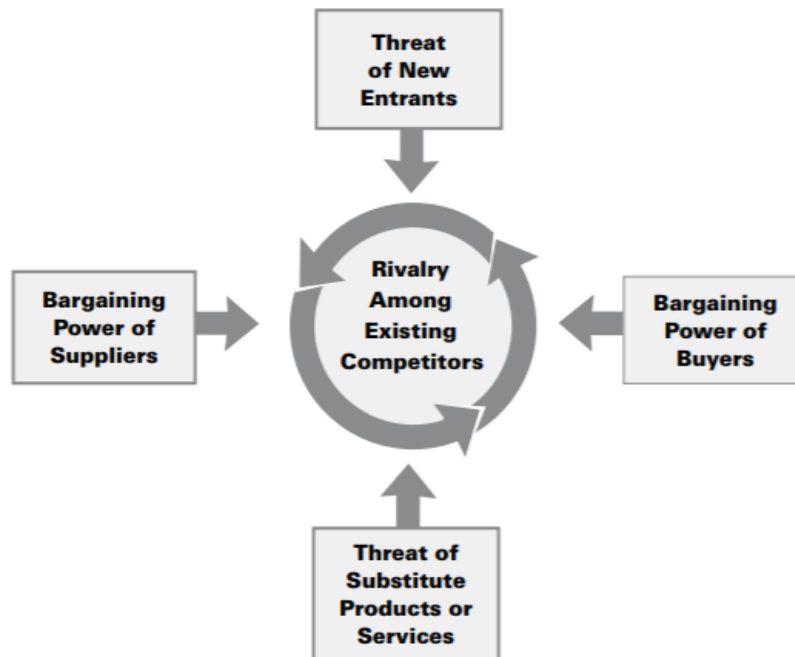 Threat
of New
Entrants
Rivalry
Among
Existing
Competitors
Bargaining
Power of
Suppliers
Bargaining
Power of
Buyers
Threat of
Substitute
Products or
Services